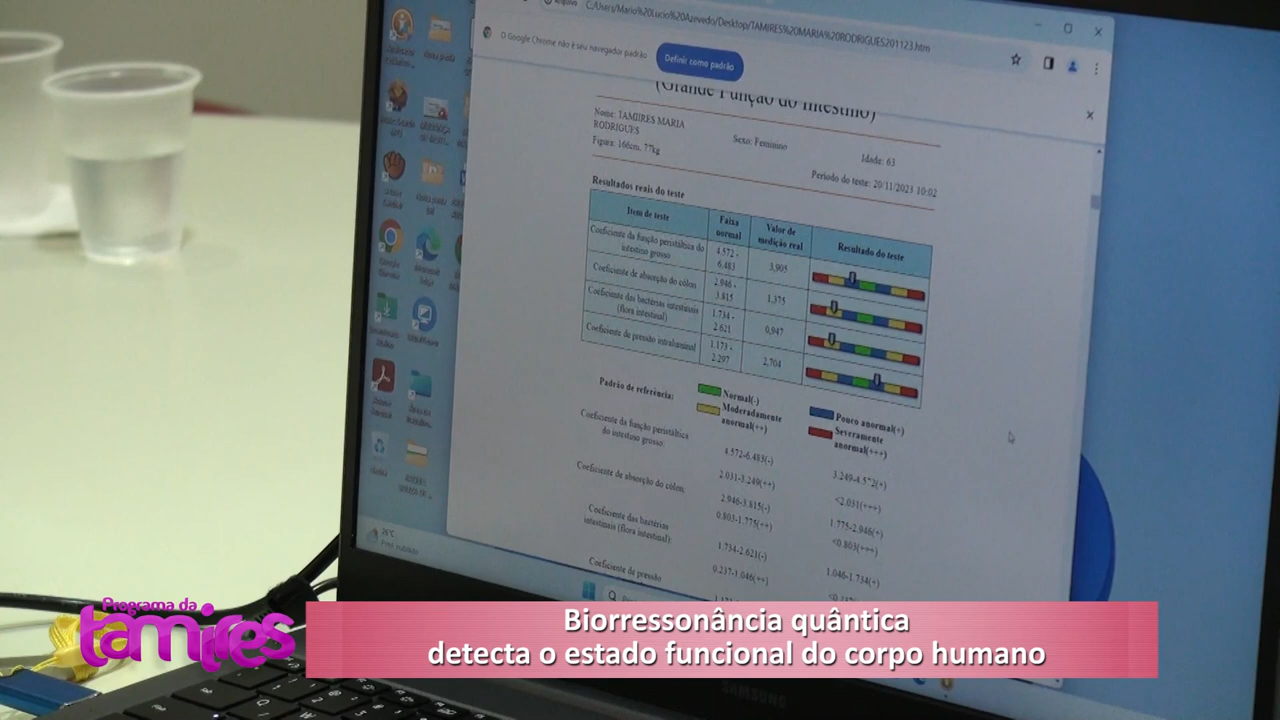 Arquivo
C:/Users/Mario%20Lucio%20Azevedo/Desktop/TAMIRES%20MARIA%20RODRIGUES201123.htm
O Google Chrome não é seu navegador padrão
Definir como padrão
(Grande Função do Intestino)
Nome: TAMIRES MARIA
RODRIGUES
Sexo: Feminino
Idade: 63
Figura: 166cm, 77kg
Período do teste: 20/11/2023 10:02
Resultados reais do teste
Item de teste
Faixa
normal
Valor de
medição real
Resultado do teste
Coeficiente da função peristáltica do
intestino grosso
4.572 -
6.483
3,905
Coeficiente de absorção do cólon
2.946 -
3.815
1,375
Coeficiente das bactérias intestinais
(flora intestinal)
1.734 -
2.621
0,947
Coeficiente de pressão intraluminal
1.173 -
2.297
2,704
Padrão de referência:
Normal(-)
Pouco anormal(+)
Moderadamente
anormal(++)
Severamente
anormal(+++)
Coeficiente da função peristáltica
do intestino grosso:
4.572-6.483(-)
3.249-4.572(+)
2.031-3.249(++)
<2.031(+++)
Coeficiente de absorção do cólon:
2.946-3.815(-)
1.775-2.946(+)
0.803-1.775(++)
<0.803(+++)
Coeficiente das bactérias
intestinais (flora intestinal):
1.734-2.621(-)
1.046-1.734(+)
0.237-1.046(++)
Coeficiente de pressão
26°C
Google
Chrome
SAMSUNG
Programa da
tamires
Biorressonância quântica
detecta o estado funcional do corpo humano